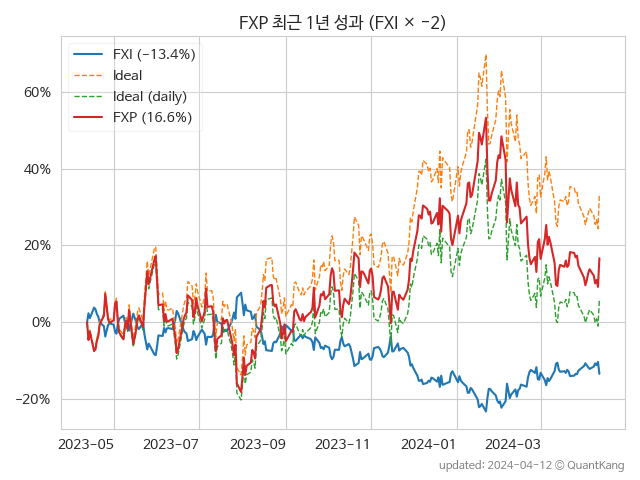 FXP 최근 1년 성과 (FXI × −2)
FXI (−13.4%)
Ideal
Ideal (daily)
FXP (16.6%)
60%
40%
20%
0%
−20%
2023-05
2023-07
2023-09
2023-11
2024-01
2024-03
updated: 2024-04-12 ⓒ QuantKang